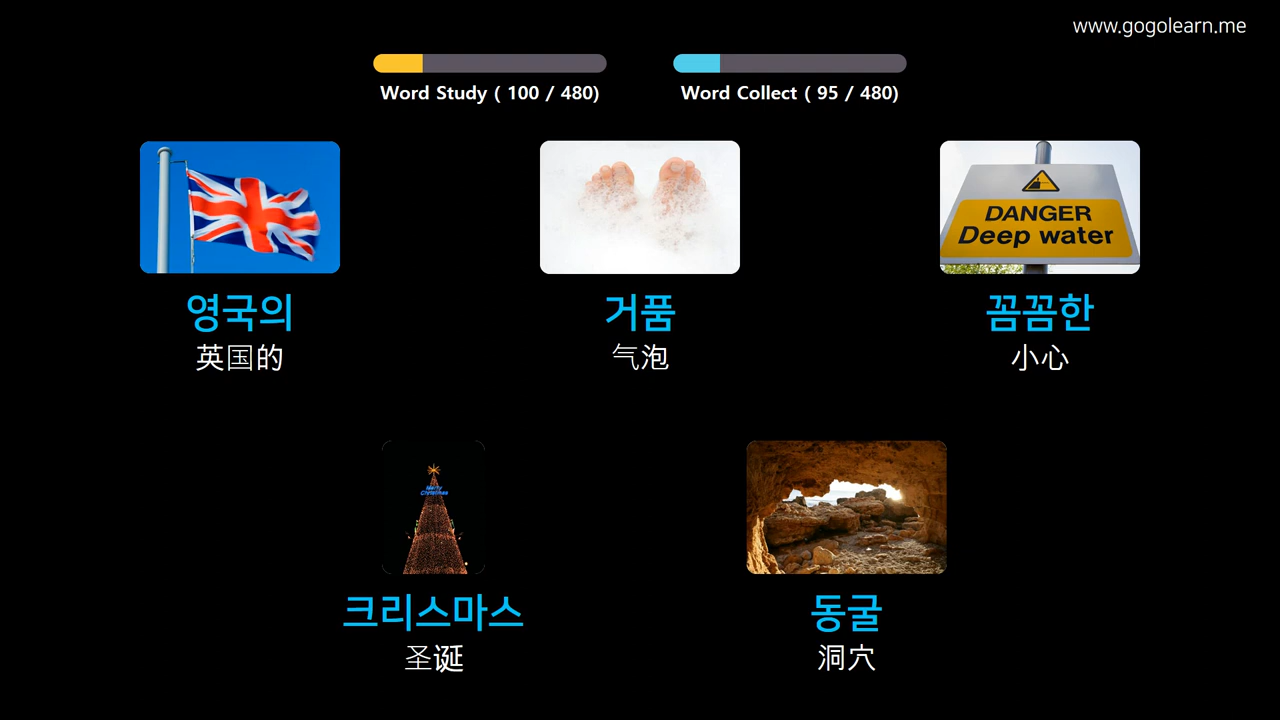 www.gogolearn.me
Word Study ( 100 / 480)
Word Collect ( 95 / 480)
DANGER
Deep water
영국의
英国的
거품
气泡
꼼꼼한
小心
Merry
Christmas
크리스마스
圣诞
동굴
洞穴